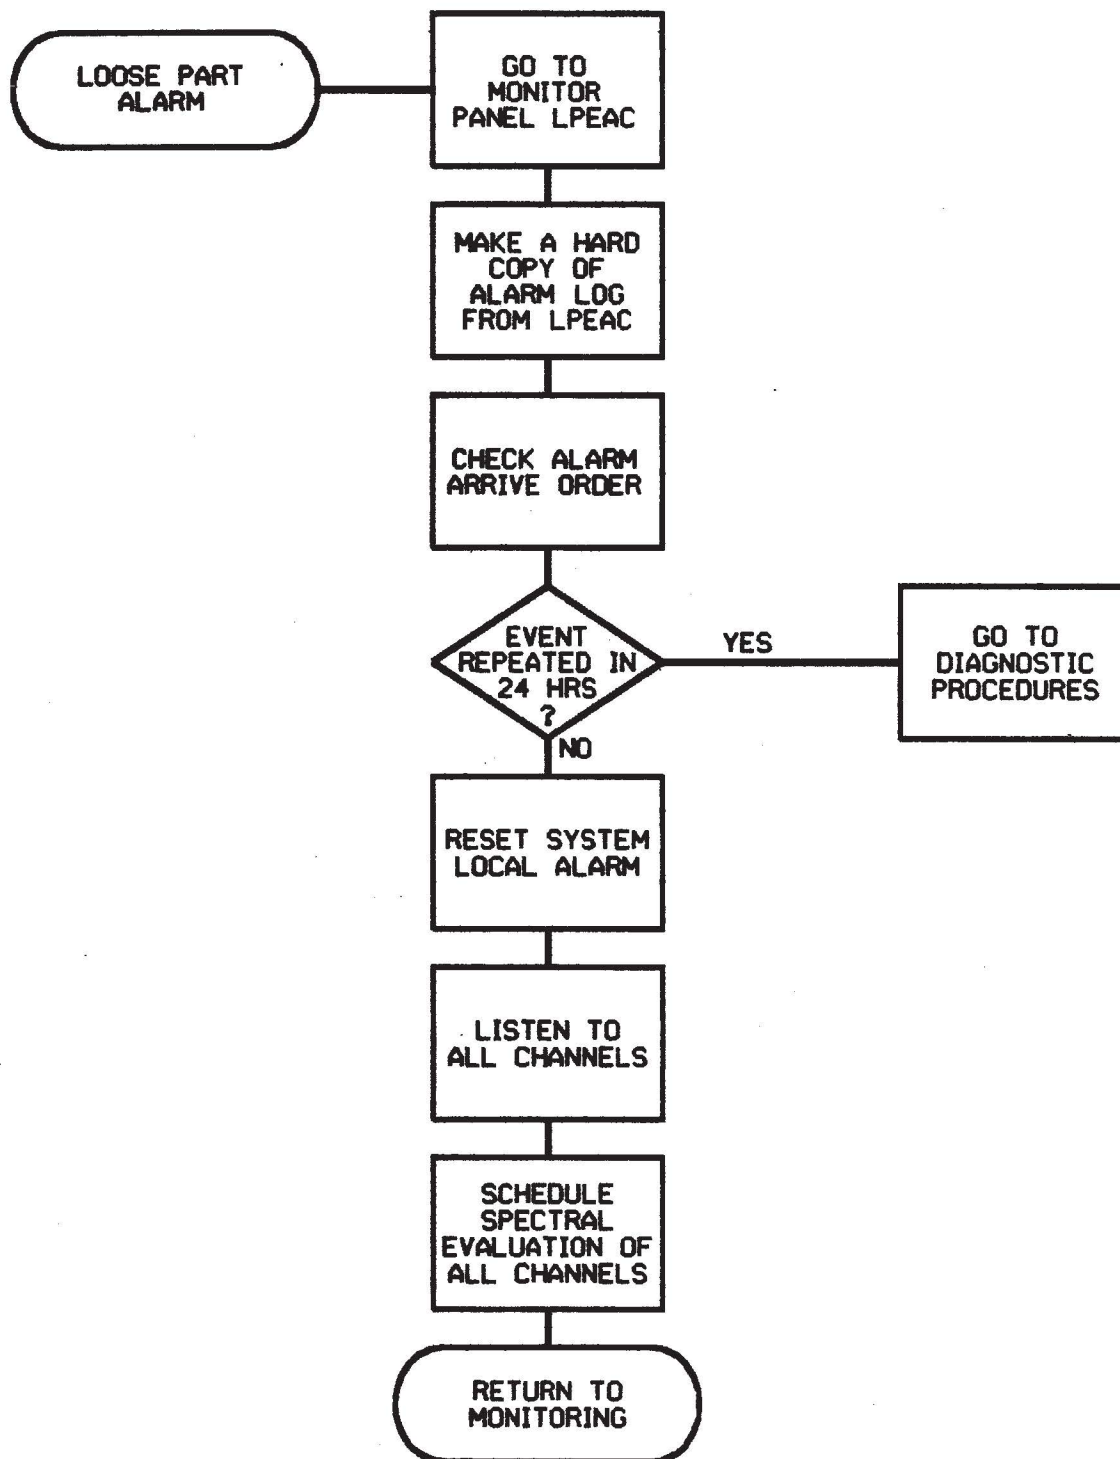 LOOSE PART
ALARM
GO TO
MONITOR
PANEL LPEAC
MAKE A HARD
COPY OF
ALARM LOG
FROM LPEAC
CHECK ALARM
ARRIVE ORDER
EVENT
REPEATED IN
24 HRS
?
YES
GO TO
DIAGNOSTIC
PROCEDURES
NO
RESET SYSTEM
LOCAL ALARM
LISTEN TO
ALL CHANNELS
SCHEDULE
SPECTRAL
EVALUATION OF
ALL CHANNELS
RETURN TO
MONITORING